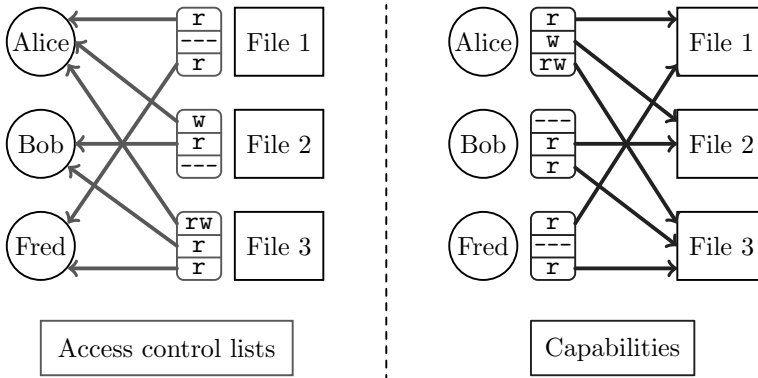 Alice
r
---
r
File 1
Bob
w
r
---
File 2
Fred
rw
r
r
File 3
Access control lists
Alice
r
w
rw
File 1
Bob
---
r
r
File 2
Fred
r
---
r
File 3
Capabilities